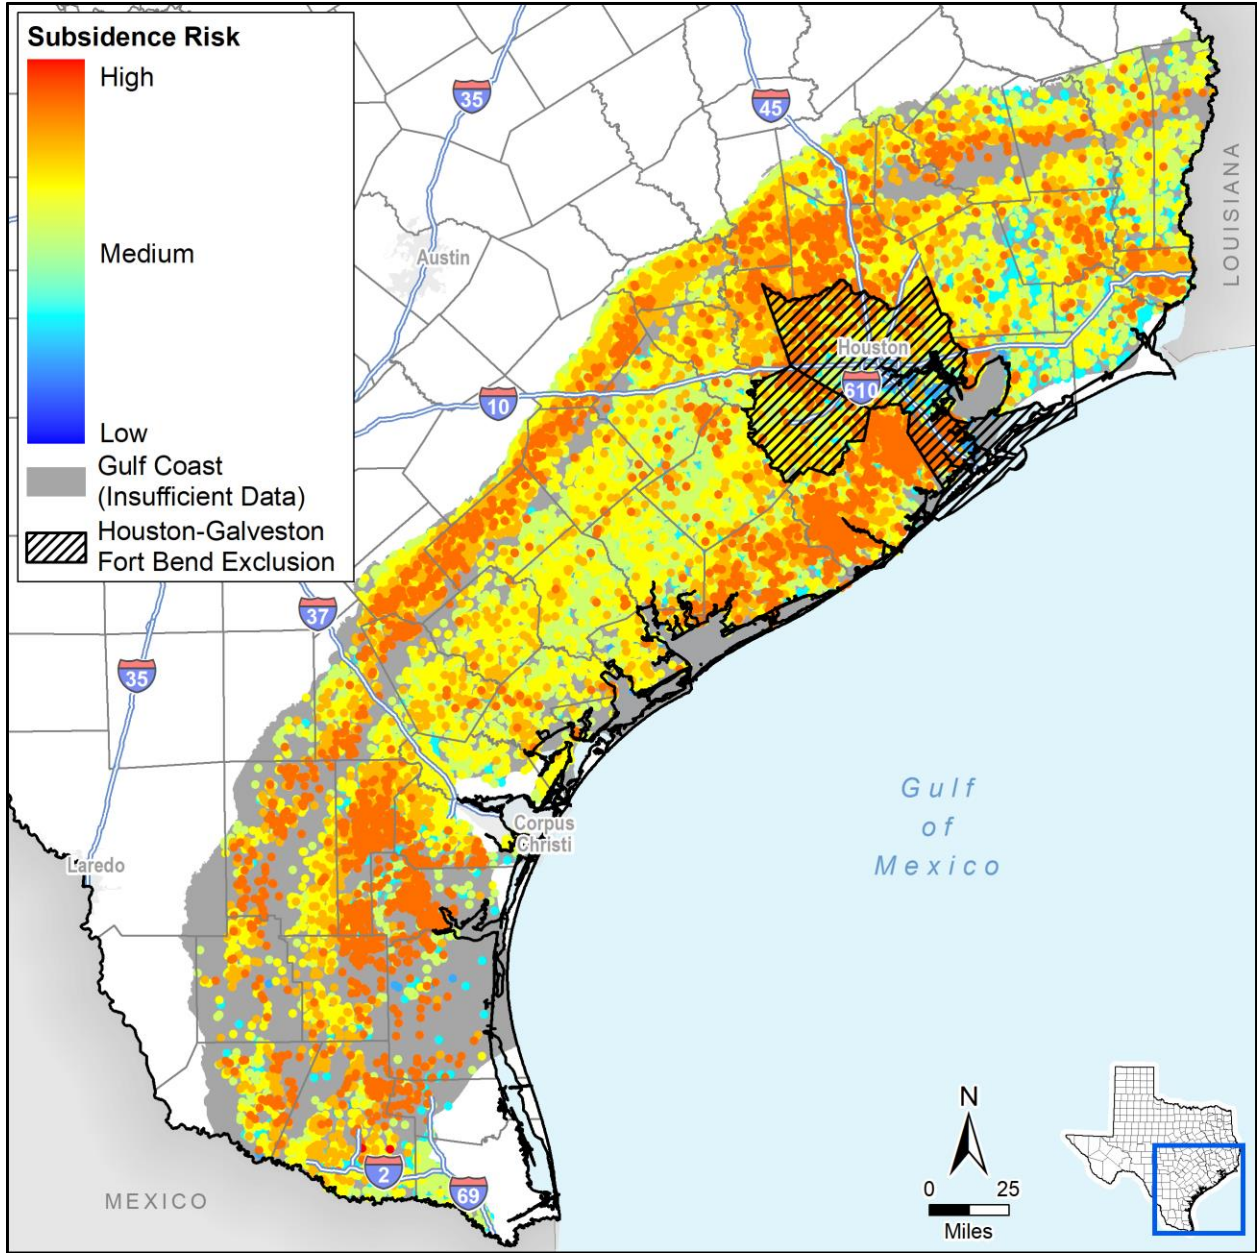 Subsidence Risk
High
Medium
Low
Gulf Coast
(Insufficient Data)
Houston-Galveston
Fort Bend Exclusion
35
45
LOUISIANA
Austin
Houston
610
10
37
35
Corpus
Christi
Laredo
Gulf
of
Mexico
2
69
MEXICO
N
0 25
Miles